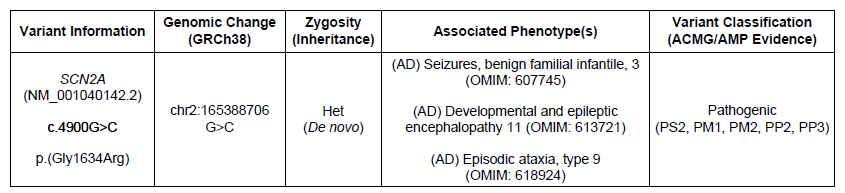 Variant Information
Genomic Change
(GRCh38)
Zygosity
(Inheritance)
Associated Phenotype(s)
Variant Classification
(ACMG/AMP Evidence)
SCN2A
(NM_001040142.2)
c.4900G>C
p.(Gly1634Arg)
chr2:165388706
G>C
Het
(De novo)
(AD) Seizures, benign familial infantile, 3
(OMIM: 607745)
(AD) Developmental and epileptic
encephalopathy 11 (OMIM: 613721)
(AD) Episodic ataxia, type 9
(OMIM: 618924)
Pathogenic
(PS2, PM1, PM2, PP2, PP3)